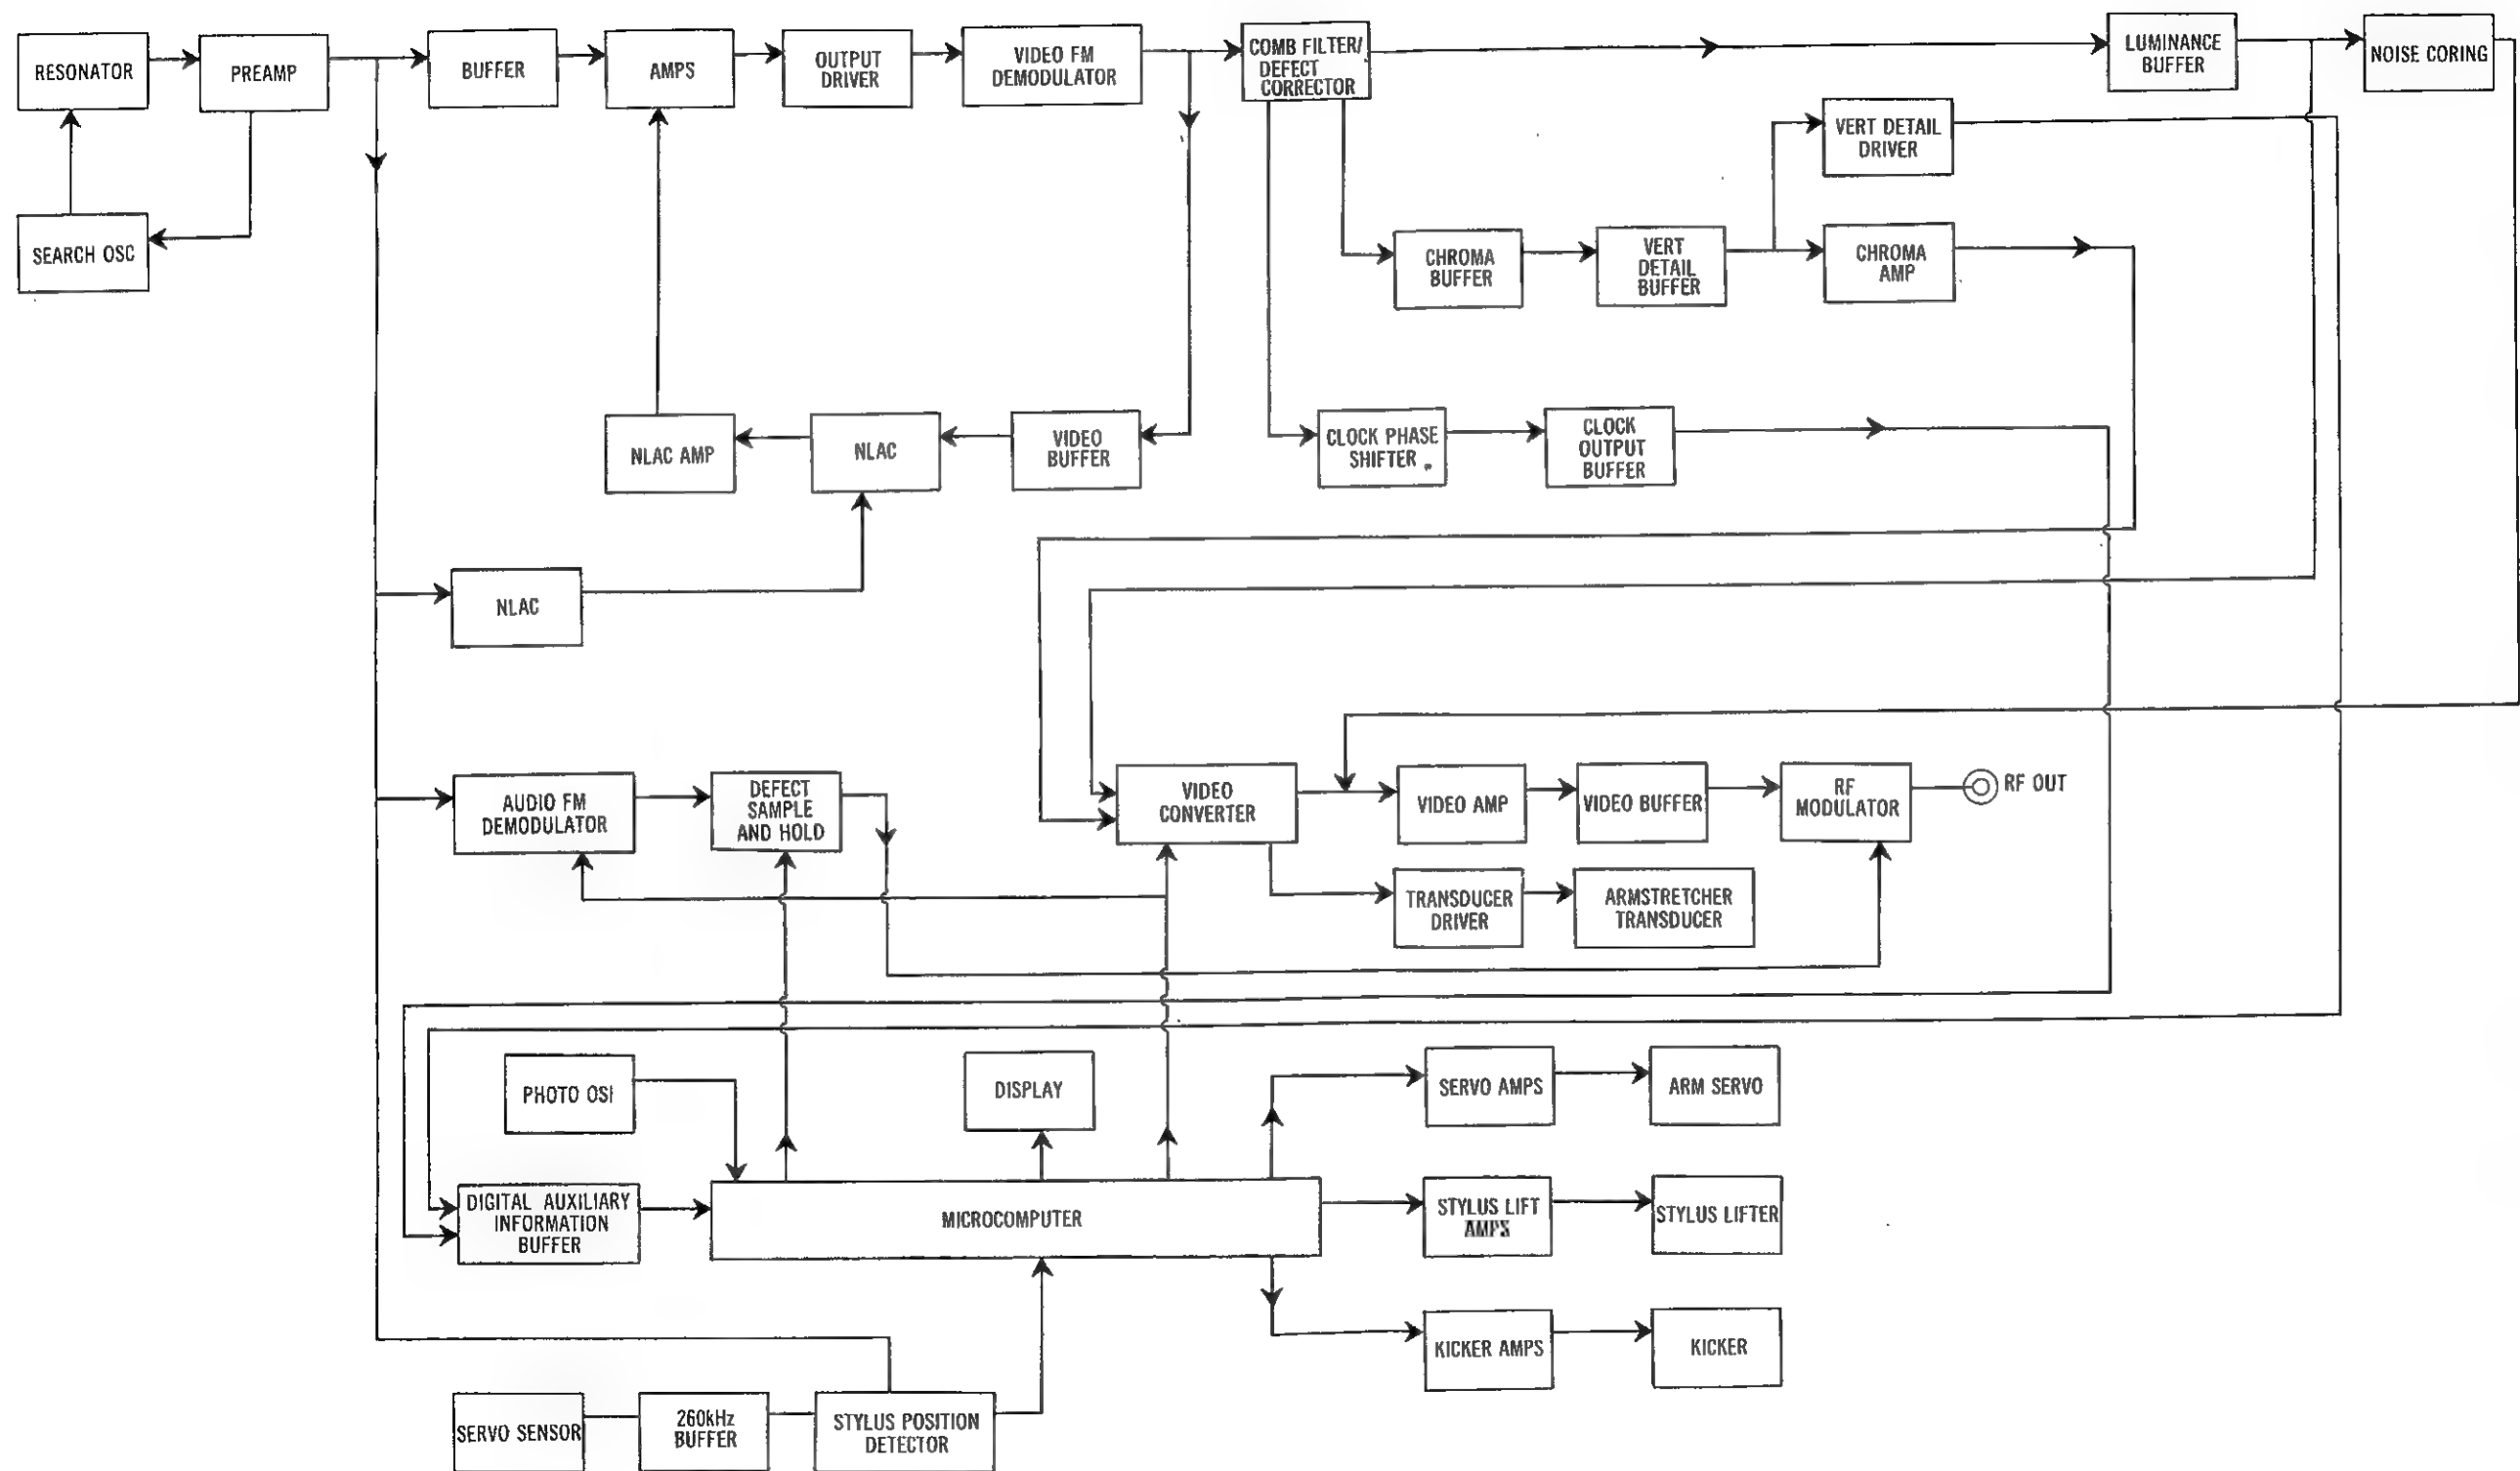 RESONATOR
PREAMP
BUFFER
AMPS
OUTPUT
DRIVER
VIDEO FM
DEMODULATOR
COMB FILTER/
DEFECT
CORRECTOR
LUMINANCE
BUFFER
NOISE CORING
VERT DETAIL
DRIVER
SEARCH OSC
CHROMA
BUFFER
VERT
DETAIL
BUFFER
CHROMA
AMP
NLAC AMP
NLAC
VIDEO
BUFFER
CLOCK PHASE
SHIFTER
CLOCK
OUTPUT
BUFFER
NLAC
AUDIO FM
DEMODULATOR
DEFECT
SAMPLE
AND HOLD
VIDEO
CONVERTER
VIDEO AMP
VIDEO BUFFER
RF
MODULATOR
RF OUT
TRANSDUCER
DRIVER
ARMSTRETCHER
TRANSDUCER
PHOTO OSI
DISPLAY
SERVO AMPS
ARM SERVO
DIGITAL AUXILIARY
INFORMATION
BUFFER
MICROCOMPUTER
STYLUS LIFT
AMPS
STYLUS LIFTER
KICKER AMPS
KICKER
SERVO SENSOR
260kHz
BUFFER
STYLUS POSITION
DETECTOR